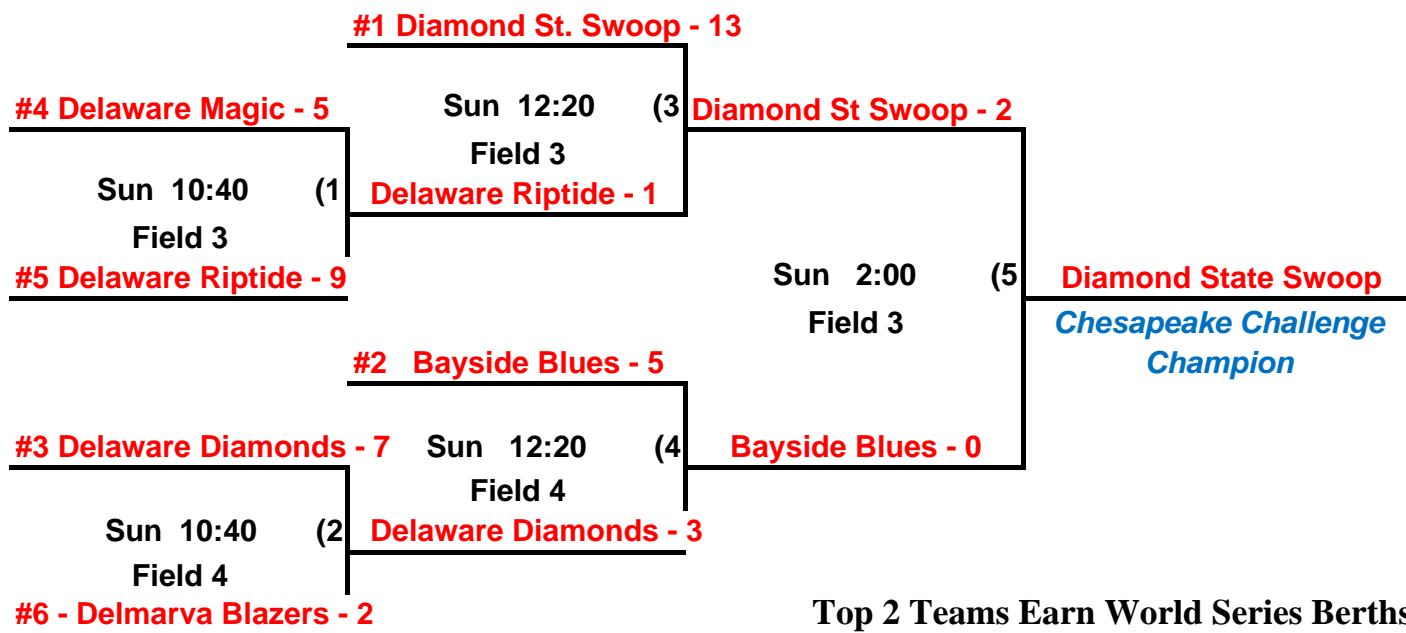 #1 Diamond St. Swoop - 13
#4 Delaware Magic - 5
Sun 12:20 (3
Diamond St Swoop - 2
Field 3
Sun 10:40 (1
Delaware Riptide - 1
Field 3
#5 Delaware Riptide - 9
Sun 2:00 (5
Diamond State Swoop
Field 3
Chesapeake Challenge
Champion
#2 Bayside Blues - 5
#3 Delaware Diamonds - 7
Sun 12:20 (4
Bayside Blues - 0
Field 4
Sun 10:40 (2
Delaware Diamonds - 3
Field 4
#6 - Delmarva Blazers - 2
Top 2 Teams Earn World Series Berths